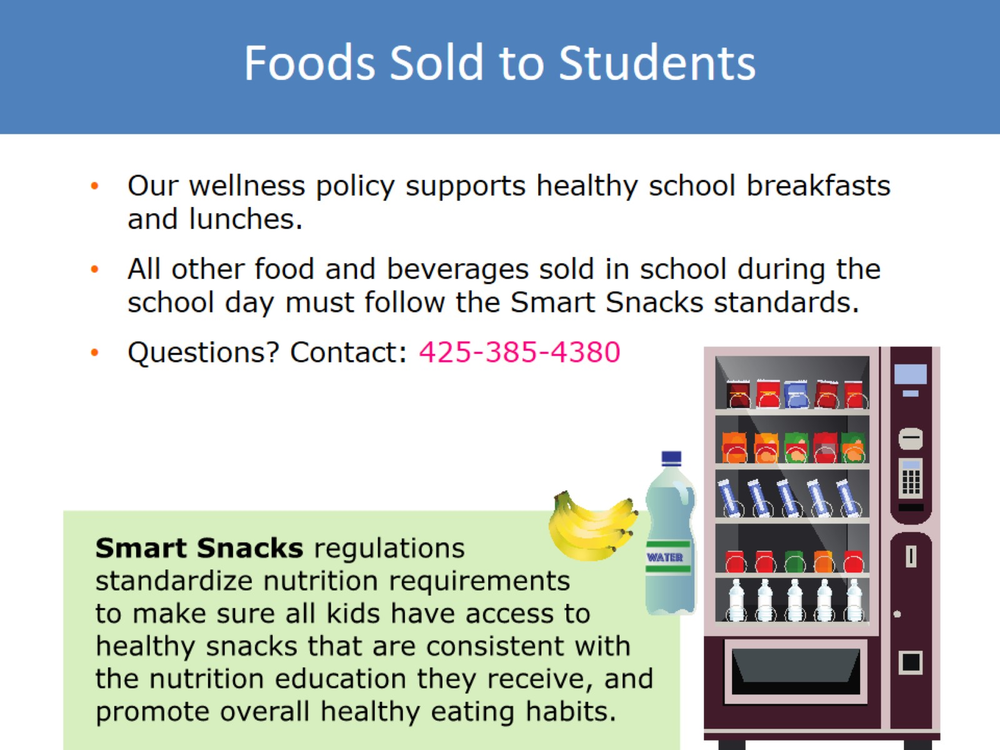 Foods Sold to Students
• Our wellness policy supports healthy school breakfasts
and lunches.
• All other food and beverages sold in school during the
school day must follow the Smart Snacks standards.
• Questions? Contact: 425-385-4380
Smart Snacks regulations
standardize nutrition requirements
to make sure all kids have access to
healthy snacks that are consistent with
the nutrition education they receive, and
promote overall healthy eating habits.
WATER